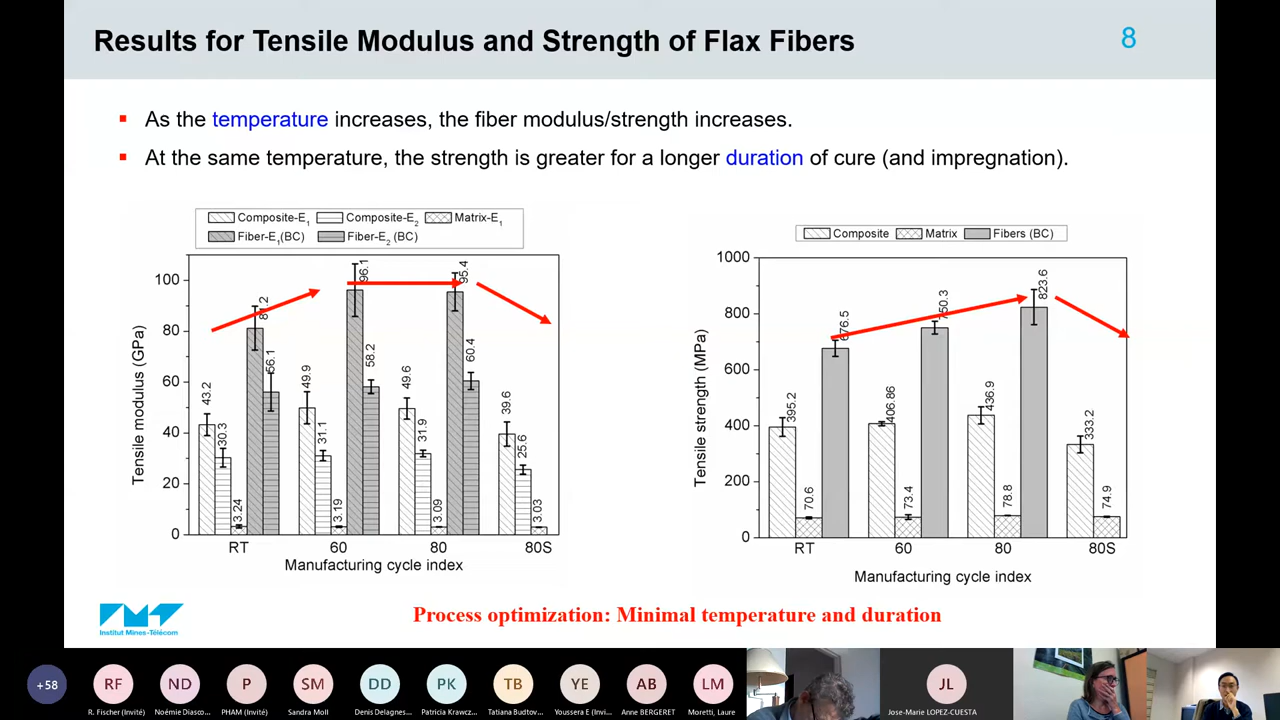 Results for Tensile Modulus and Strength of Flax Fibers
8
As the temperature increases, the fiber modulus/strength increases.
At the same temperature, the strength is greater for a longer duration of cure (and impregnation).
Composite-E1 Composite-E2 Matrix-E1
Fiber-E1(BC) Fiber-E2 (BC)
Tensile modulus (GPa)
100
80
60
40
20
0
43.2
30.3
3.24
56.1
49.9
31.1
3.19
96.1
58.2
49.6
31.9
3.09
95.4
60.4
39.6
25.6
3.03
RT 60 80 80S
Manufacturing cycle index
Composite Matrix Fibers (BC)
Tensile strength (MPa)
1000
800
600
400
200
0
395.2
70.6
676.5
406.86
73.4
750.3
436.9
78.8
823.6
333.2
74.9
RT 60 80 80S
Manufacturing cycle index
Process optimization: Minimal temperature and duration
Institut Mines-Télécom
+58 RF ND P SM DD PK TB YE AB LM JL
R. Fischer (Invité) Noémie Diasco... PHAM (Invité) Sandra Moll Denis Delagnes... Patricia Krawcz... Tatiana Budtov... Youssera E (Invi... Anne BERGERET Moretti, Laure Jose-Marie LOPEZ-CUESTA